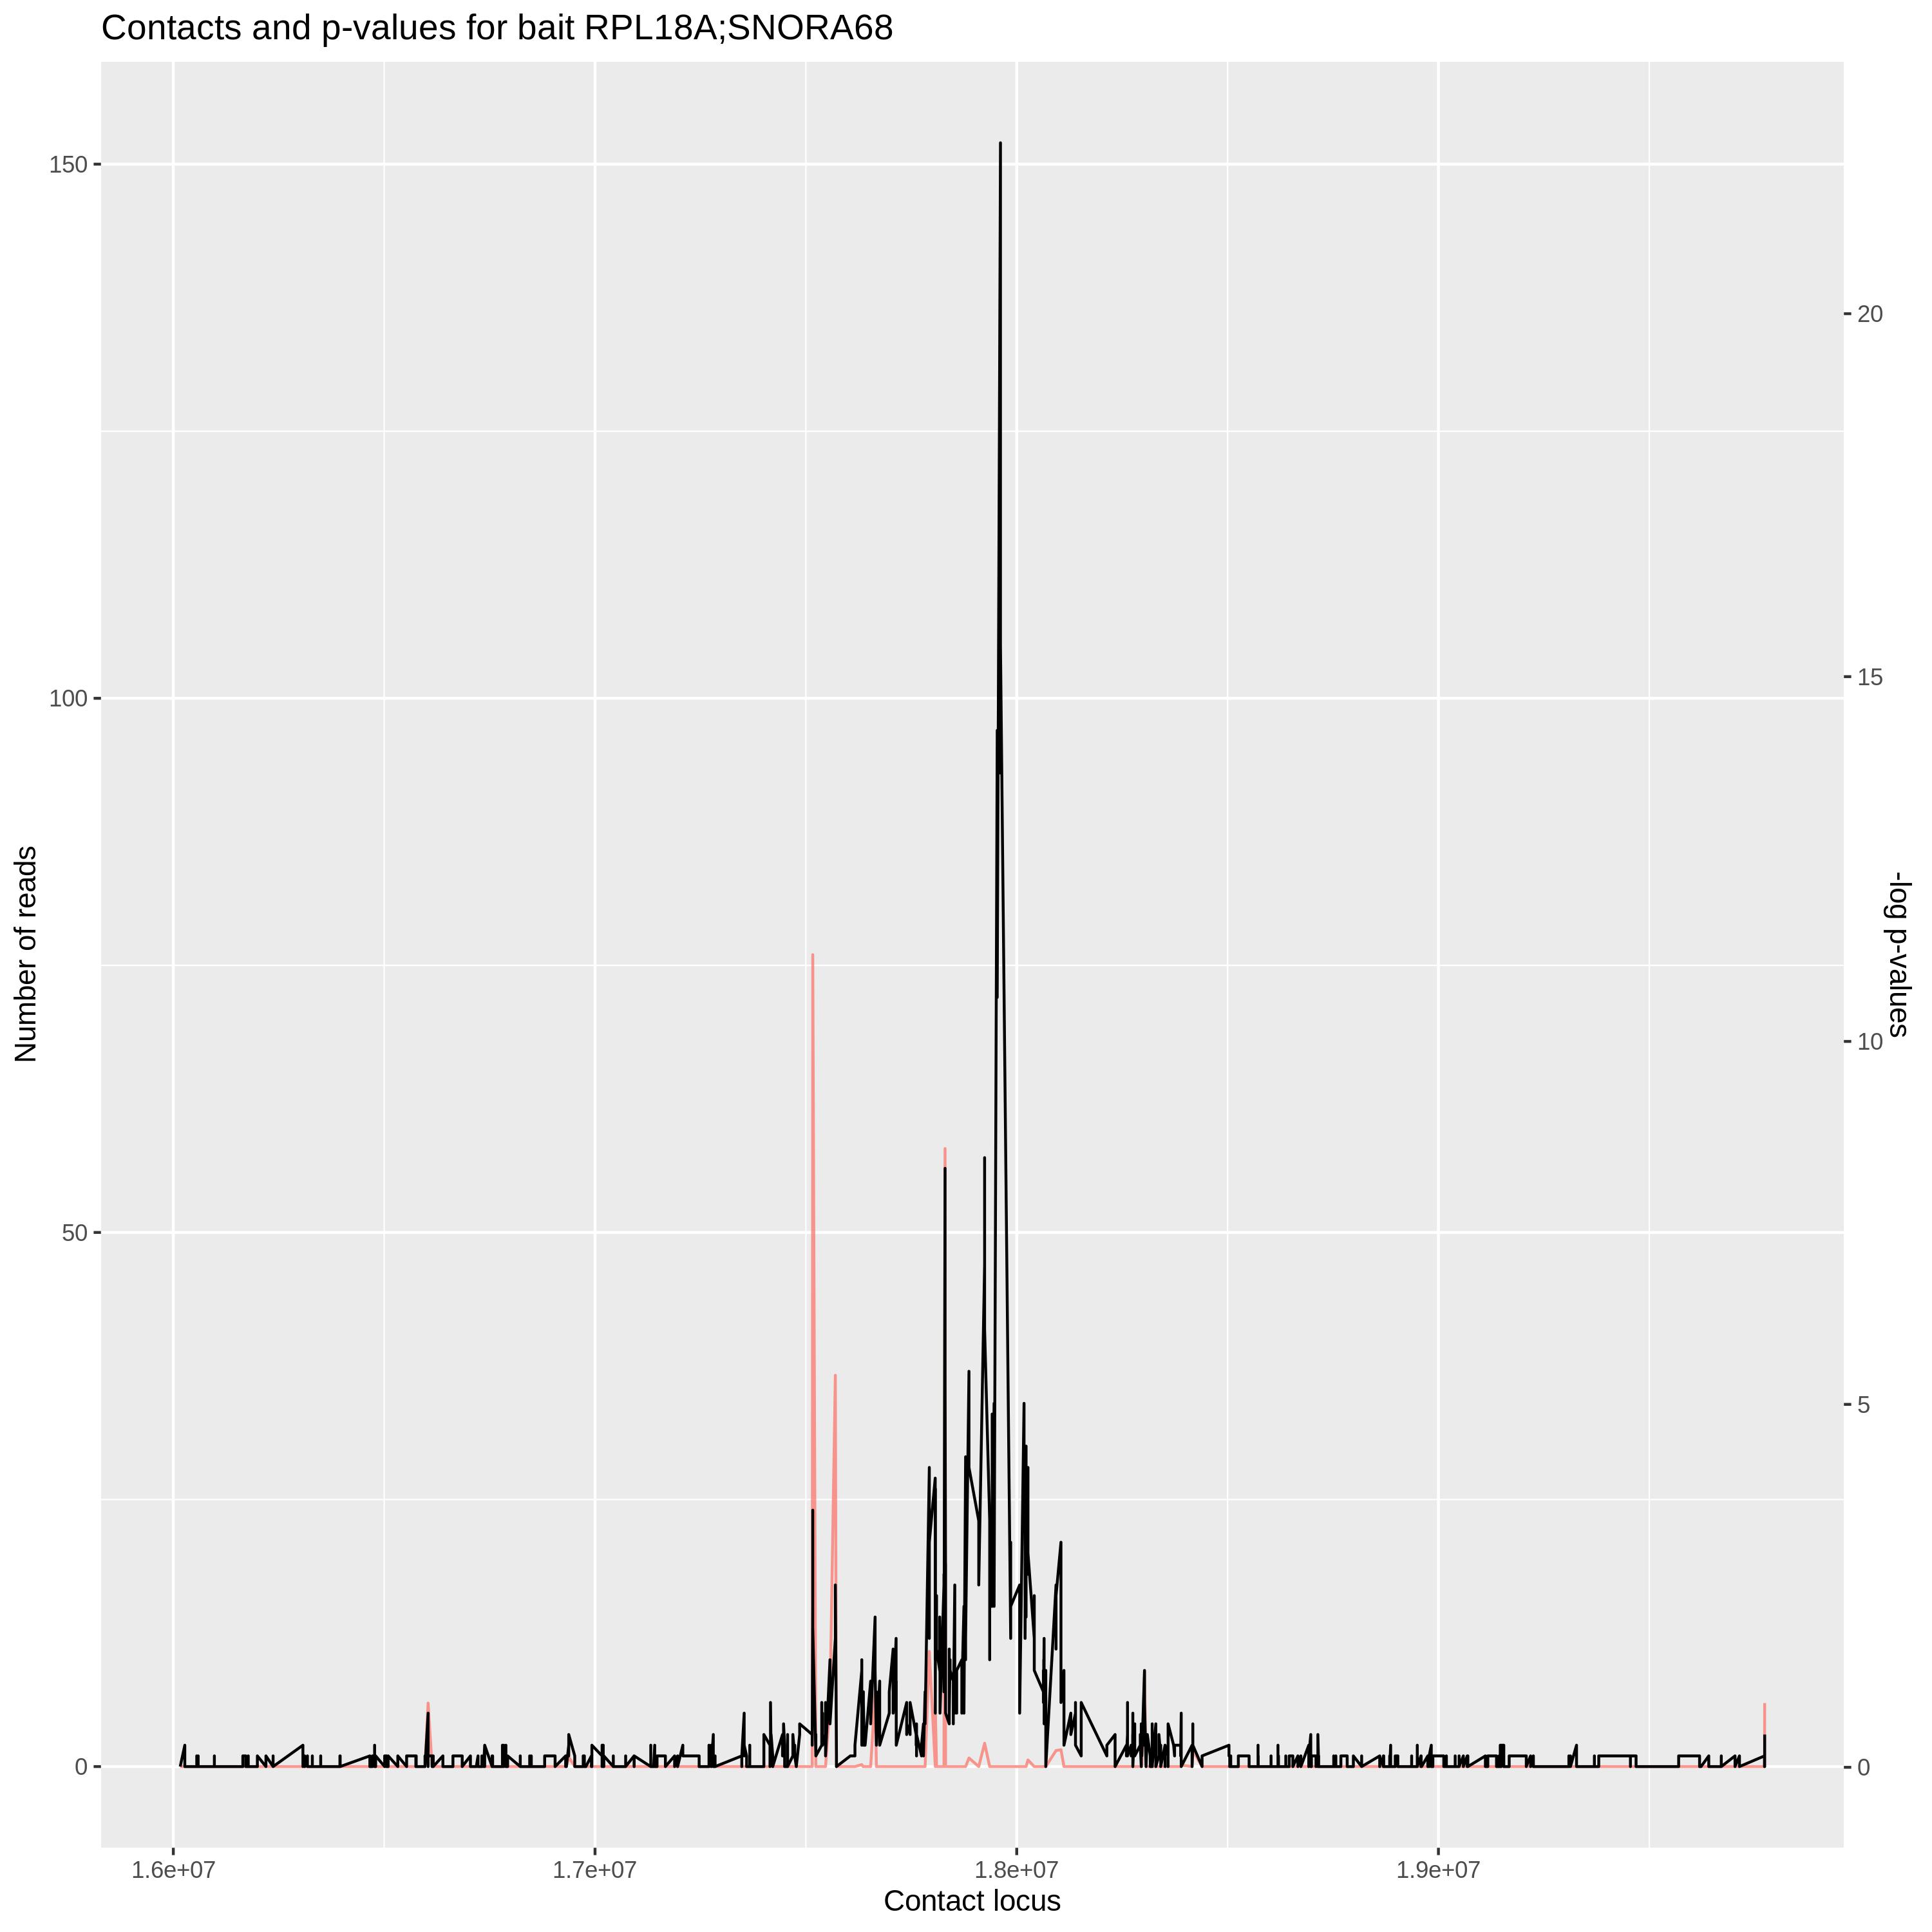 Contacts and p-values for bait RPL18A;SNORA68
150
100
50
0
Number of reads
20
15
10
5
0
-log p-values
1.6e+07
1.7e+07
1.8e+07
1.9e+07
Contact locus